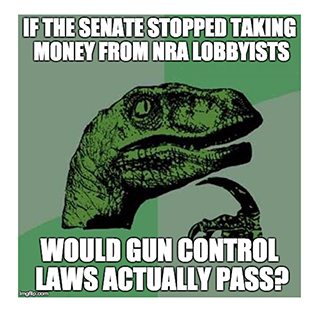 IF THE SENATE STOPPED TAKING
MONEY FROM NRA LOBBYISTS
WOULD GUN CONTROL
LAWS ACTUALLY PASS?
imgflip.com